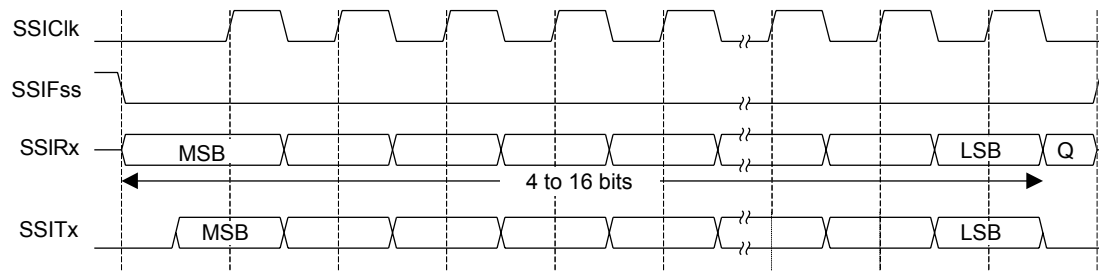 SSIClk
SSIFss
SSIRx
MSB
LSB
Q
4 to 16 bits
SSITx
MSB
LSB